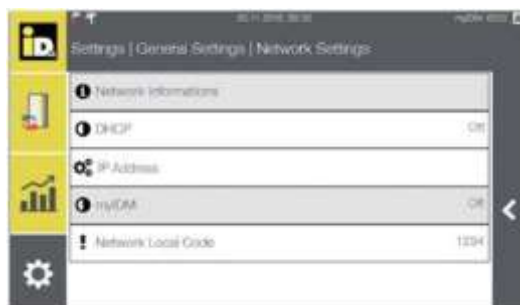 iD
Settings | General Settings | Network Settings
Network Informations
DHCP Off
IP Address
myIDM Off
Network Local Code 1234